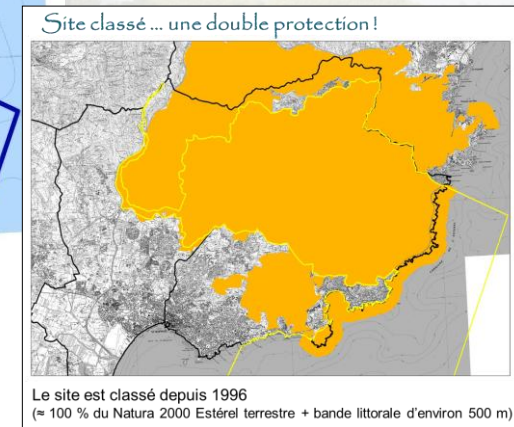 Site classé ... une double protection !
Le site est classé depuis 1996
(≈ 100 % du Natura 2000 Estérel terrestre + bande littorale d'environ 500 m)